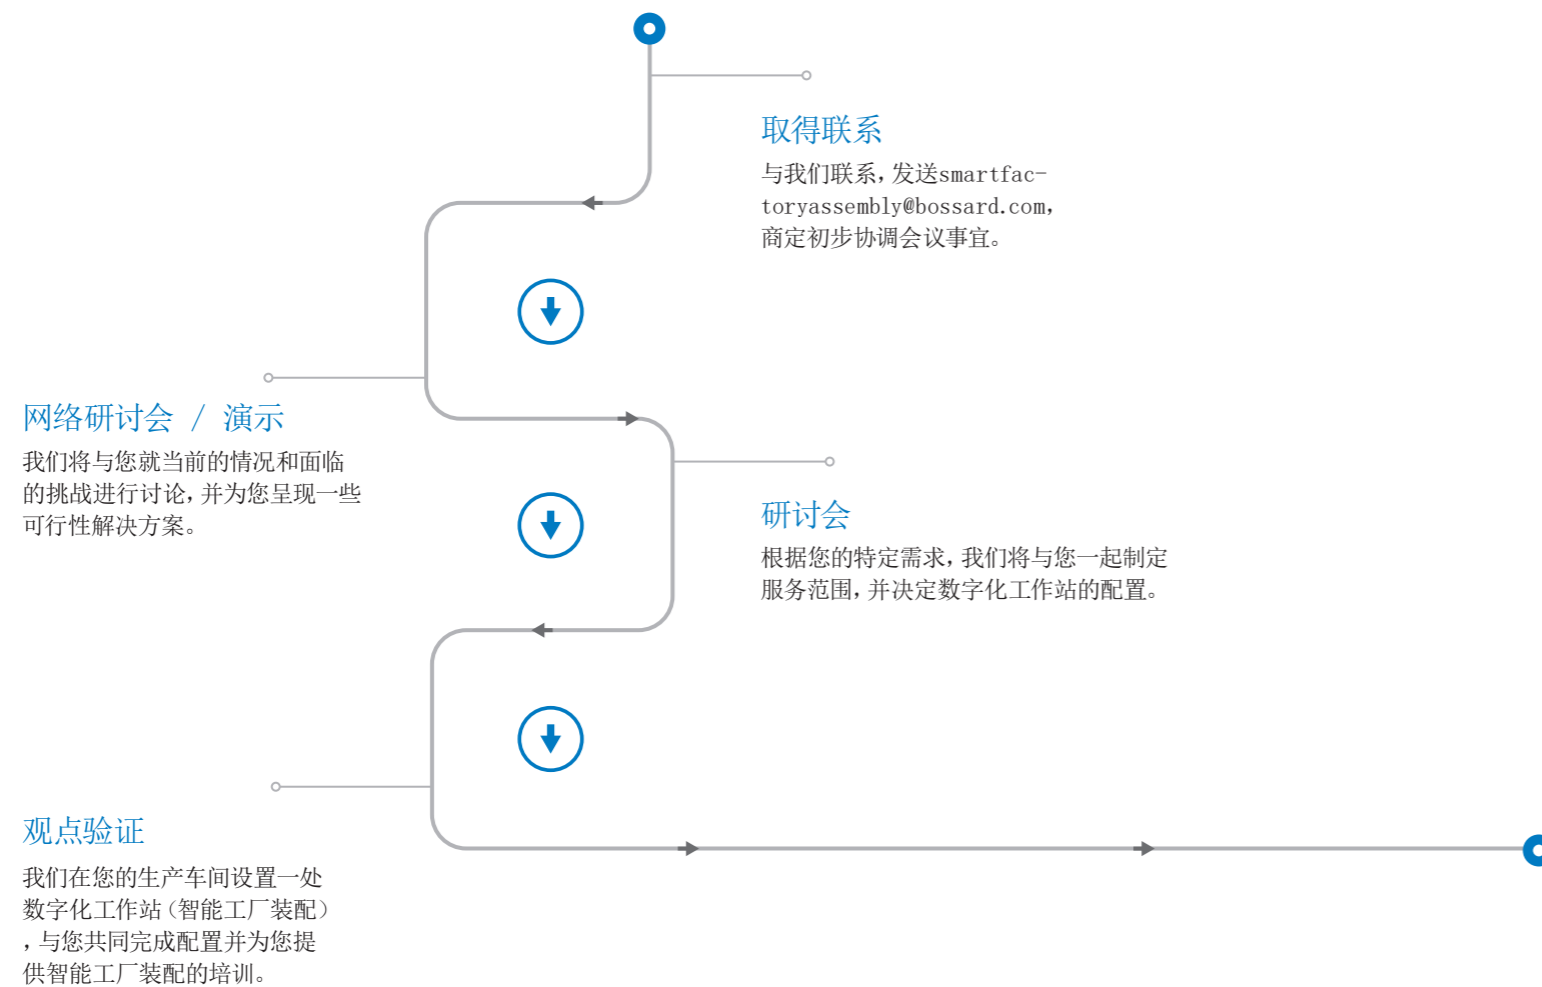 取得联系
与我们联系，发送smartfac-
toryassembly@bossard.com，
商定初步协调会议事宜。
网络研讨会 / 演示
我们将与您就当前的情况和面临
的挑战进行讨论，并为您呈现一些
可行性解决方案。
研讨会
根据您的特定需求，我们将与您一起制定
服务范围，并决定数字化工作站的配置。
观点验证
我们在您的生产车间设置一处
数字化工作站（智能工厂装配）
，与您共同完成配置并为您提
供智能工厂装配的培训。